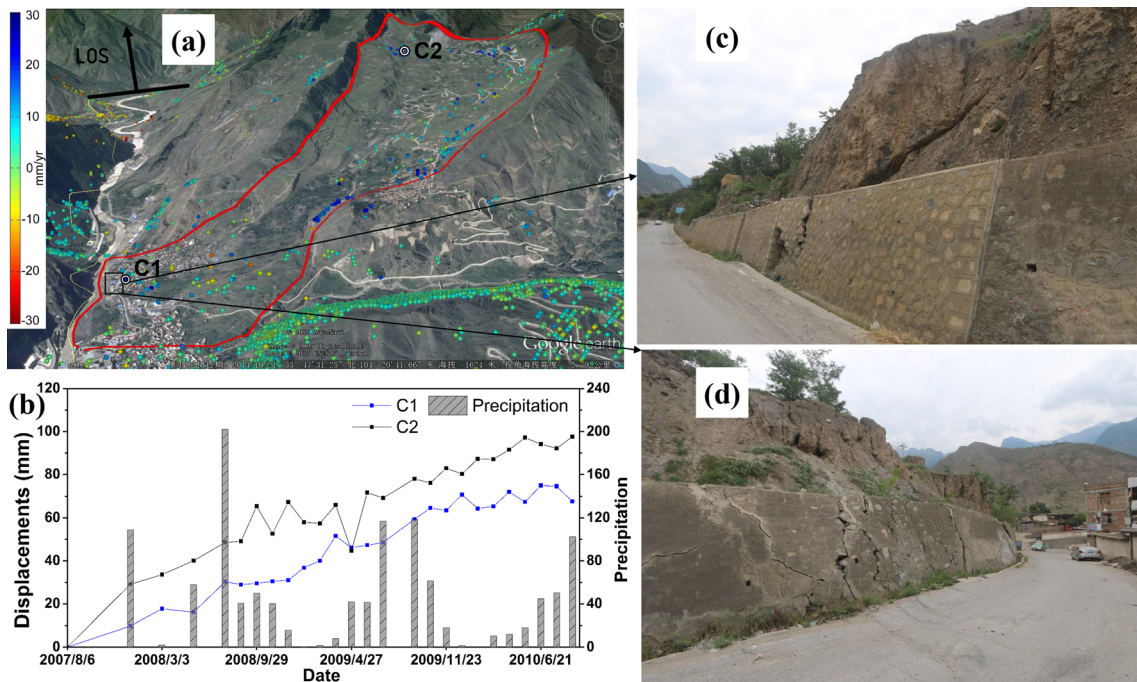 (a)
LOS
30
20
10
0
-10
-20
-30
mm/yr
C2
C1
Google earth
(b)
Displacements (mm)
120
100
80
60
40
20
0
C1
C2
Precipitation
240
200
160
120
80
40
0
Precipitation
2007/8/6
2008/3/3
2008/9/29
2009/4/27
2009/11/23
2010/6/21
Date
(c)
(d)